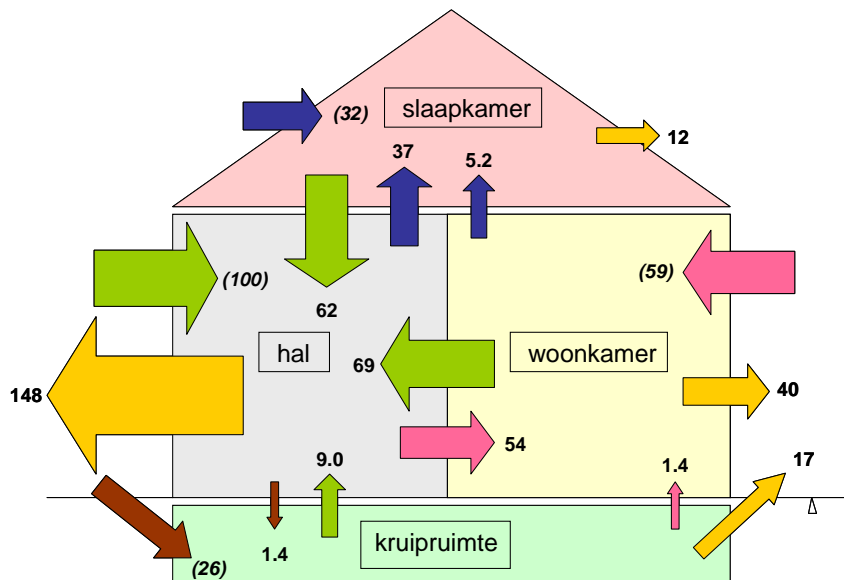 (32) slaapkamer
12
37 5.2
(100) (59)
62
hal 69 woonkamer
148 40
54
9.0 1.4 17
1.4 kruipruimte
(26)